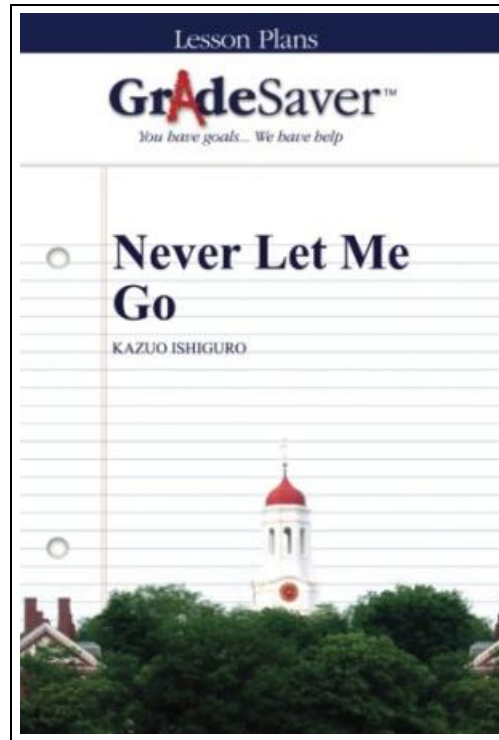 Lesson Plans
GrAdeSaver™
You have goals... We have help
Never Let Me
Go
KAZUO ISHIGURO